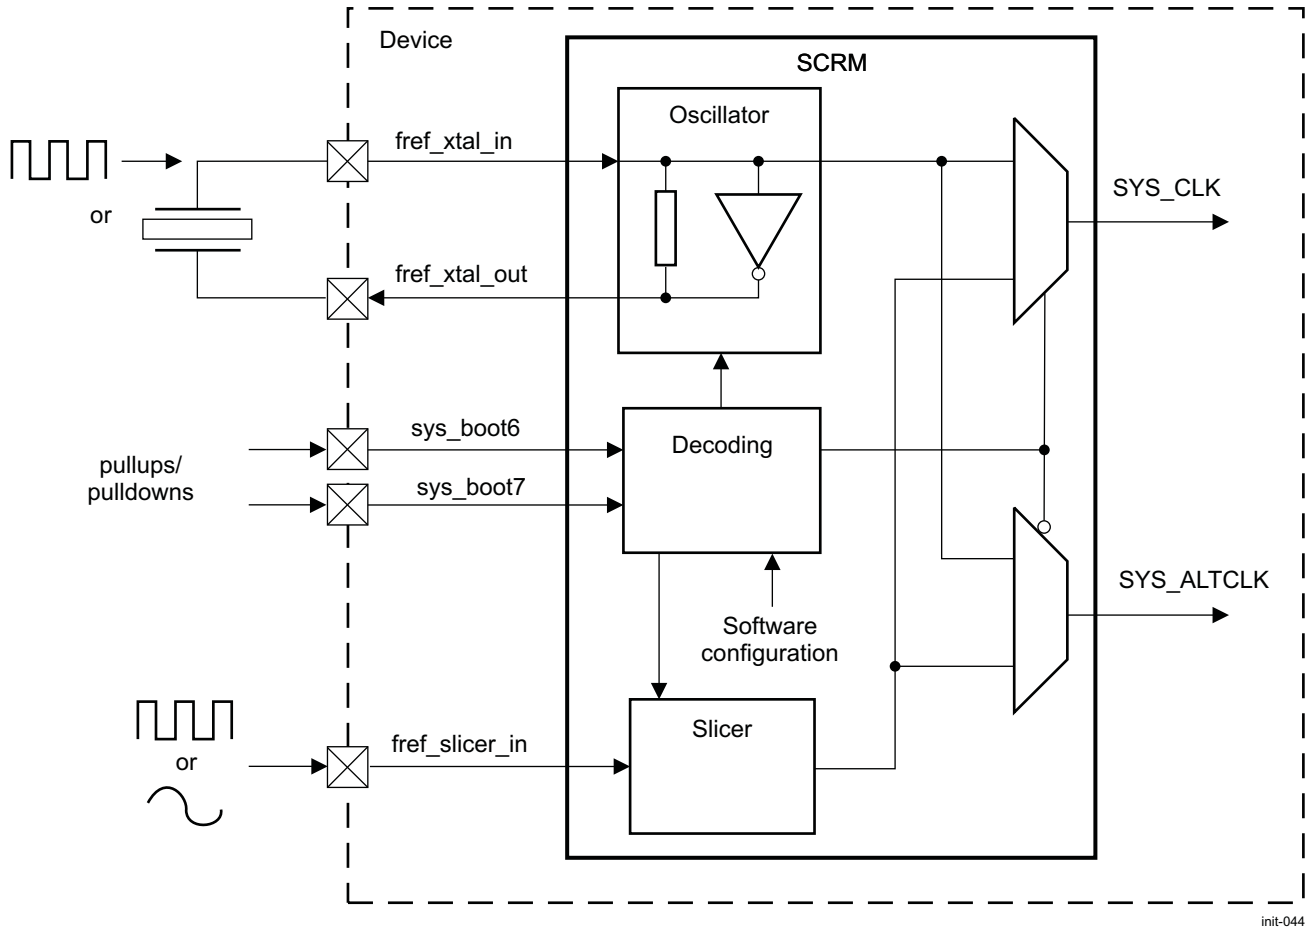 Device
SCRM
Oscillator
fref_xtal_in
SYS_CLK
or
fref_xtal_out
sys_boot6
Decoding
pullups/
pulldowns
sys_boot7
SYS_ALTCLK
Software
configuration
Slicer
fref_slicer_in
or
init-044